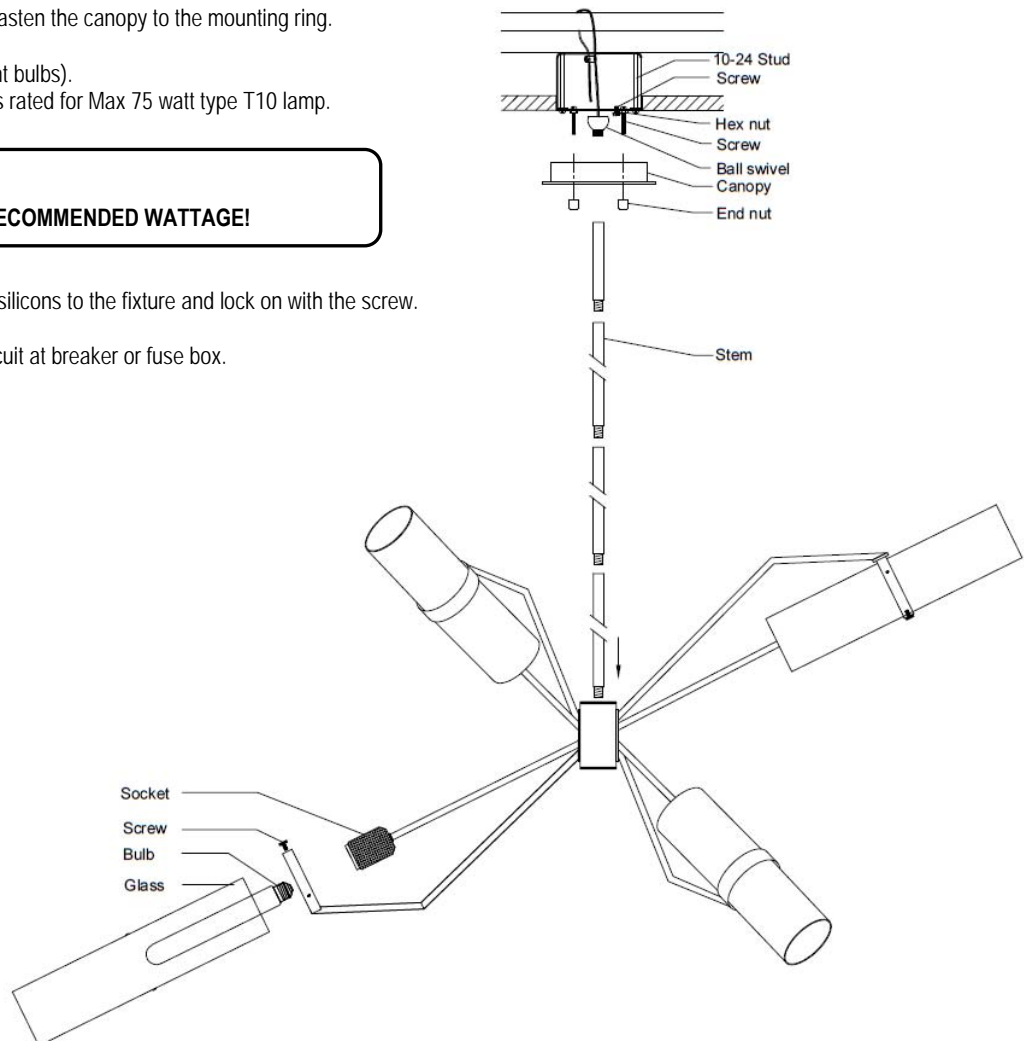 asten the canopy to the mounting ring.
t bulbs).
s rated for Max 75 watt type T10 lamp.
ECOMMENDED WATTAGE!
silicons to the fixture and lock on with the screw.
cuit at breaker or fuse box.
10-24 Stud
Screw
Hex nut
Screw
Ball swivel
Canopy
End nut
Stem
Socket
Screw
Bulb
Glass